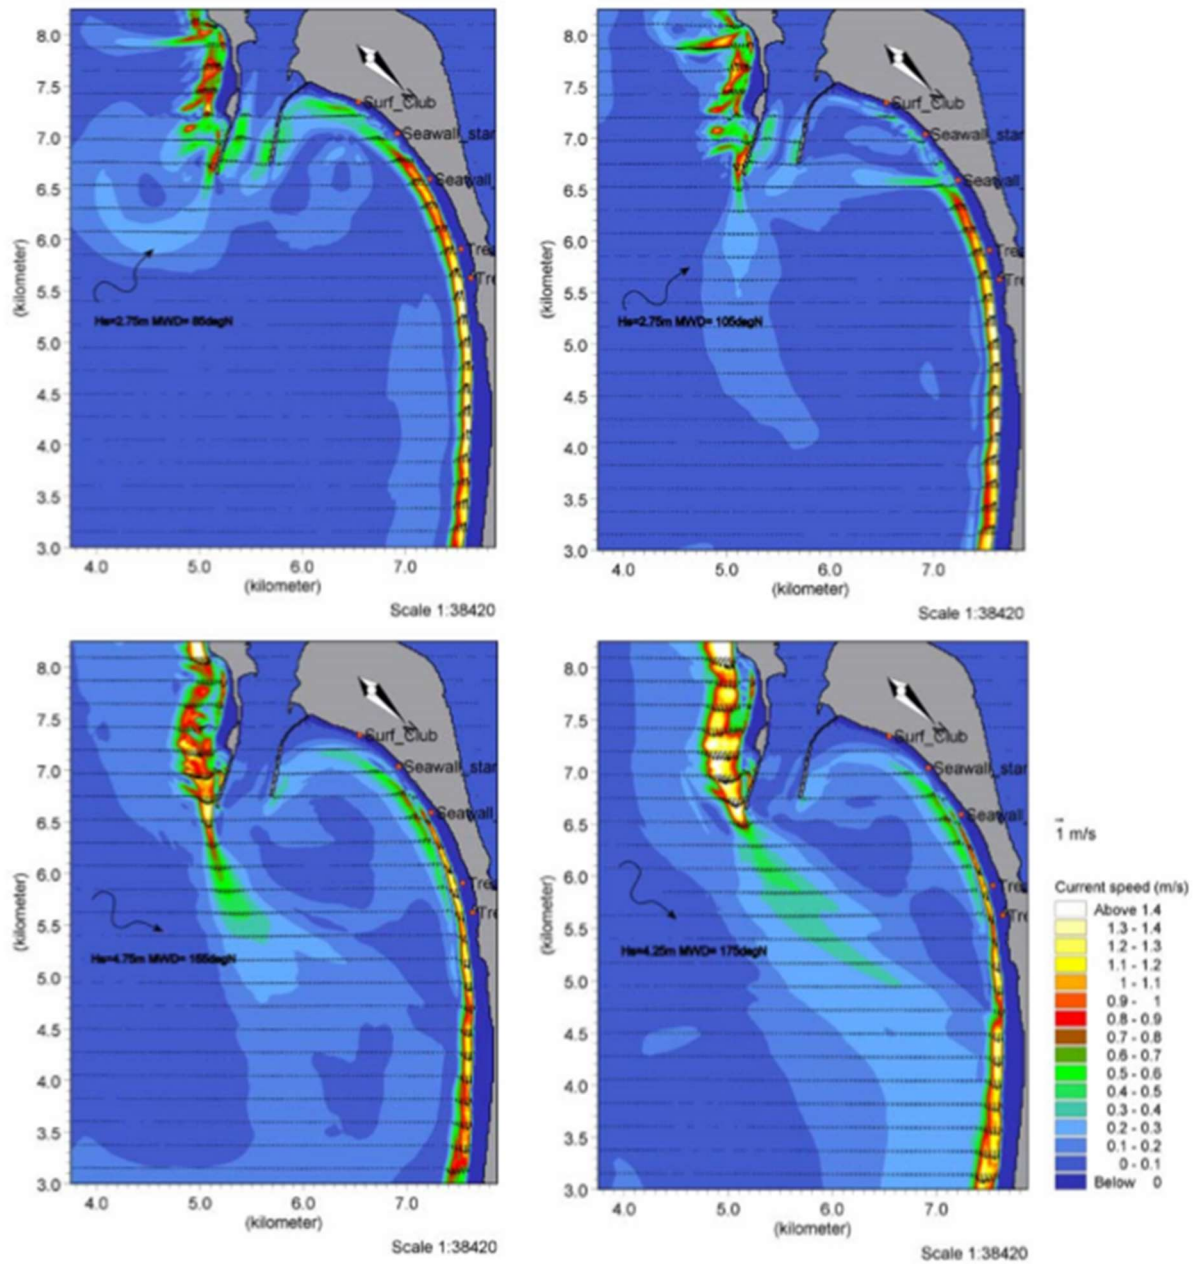 8.0
7.5
7.0
6.5
6.0
5.5
5.0
4.5
4.0
3.5
3.0
(kilometer)
Surf_Club
Seawall_star
Seawall_
Tre
Tre
Hs=2.75m MWD= 85degN
4.0 5.0 6.0 7.0
(kilometer)
Scale 1:38420
8.0
7.5
7.0
6.5
6.0
5.5
5.0
4.5
4.0
3.5
3.0
(kilometer)
Surf_Club
Seawall_star
Seawall_
Tre
Tre
Hs=2.75m MWD= 105degN
4.0 5.0 6.0 7.0
(kilometer)
Scale 1:38420
8.0
7.5
7.0
6.5
6.0
5.5
5.0
4.5
4.0
3.5
3.0
(kilometer)
Surf_Club
Seawall_star
Seawall_
Tre
Tre
4.0 5.0 6.0 7.0
(kilometer)
Scale 1:38420
8.0
7.5
7.0
6.5
6.0
5.5
5.0
4.5
4.0
3.5
3.0
(kilometer)
Surf_Club
Seawall_star
Seawall_
Tre
Tre
Hs=4.25m MWD= 175degN
4.0 5.0 6.0 7.0
(kilometer)
Scale 1:38420
1 m/s
Current speed (m/s)
Above 1.4
1.3 - 1.4
1.2 - 1.3
1.1 - 1.2
1 - 1.1
0.9 - 1
0.8 - 0.9
0.7 - 0.8
0.6 - 0.7
0.5 - 0.6
0.4 - 0.5
0.3 - 0.4
0.2 - 0.3
0.1 - 0.2
0 - 0.1
Below 0